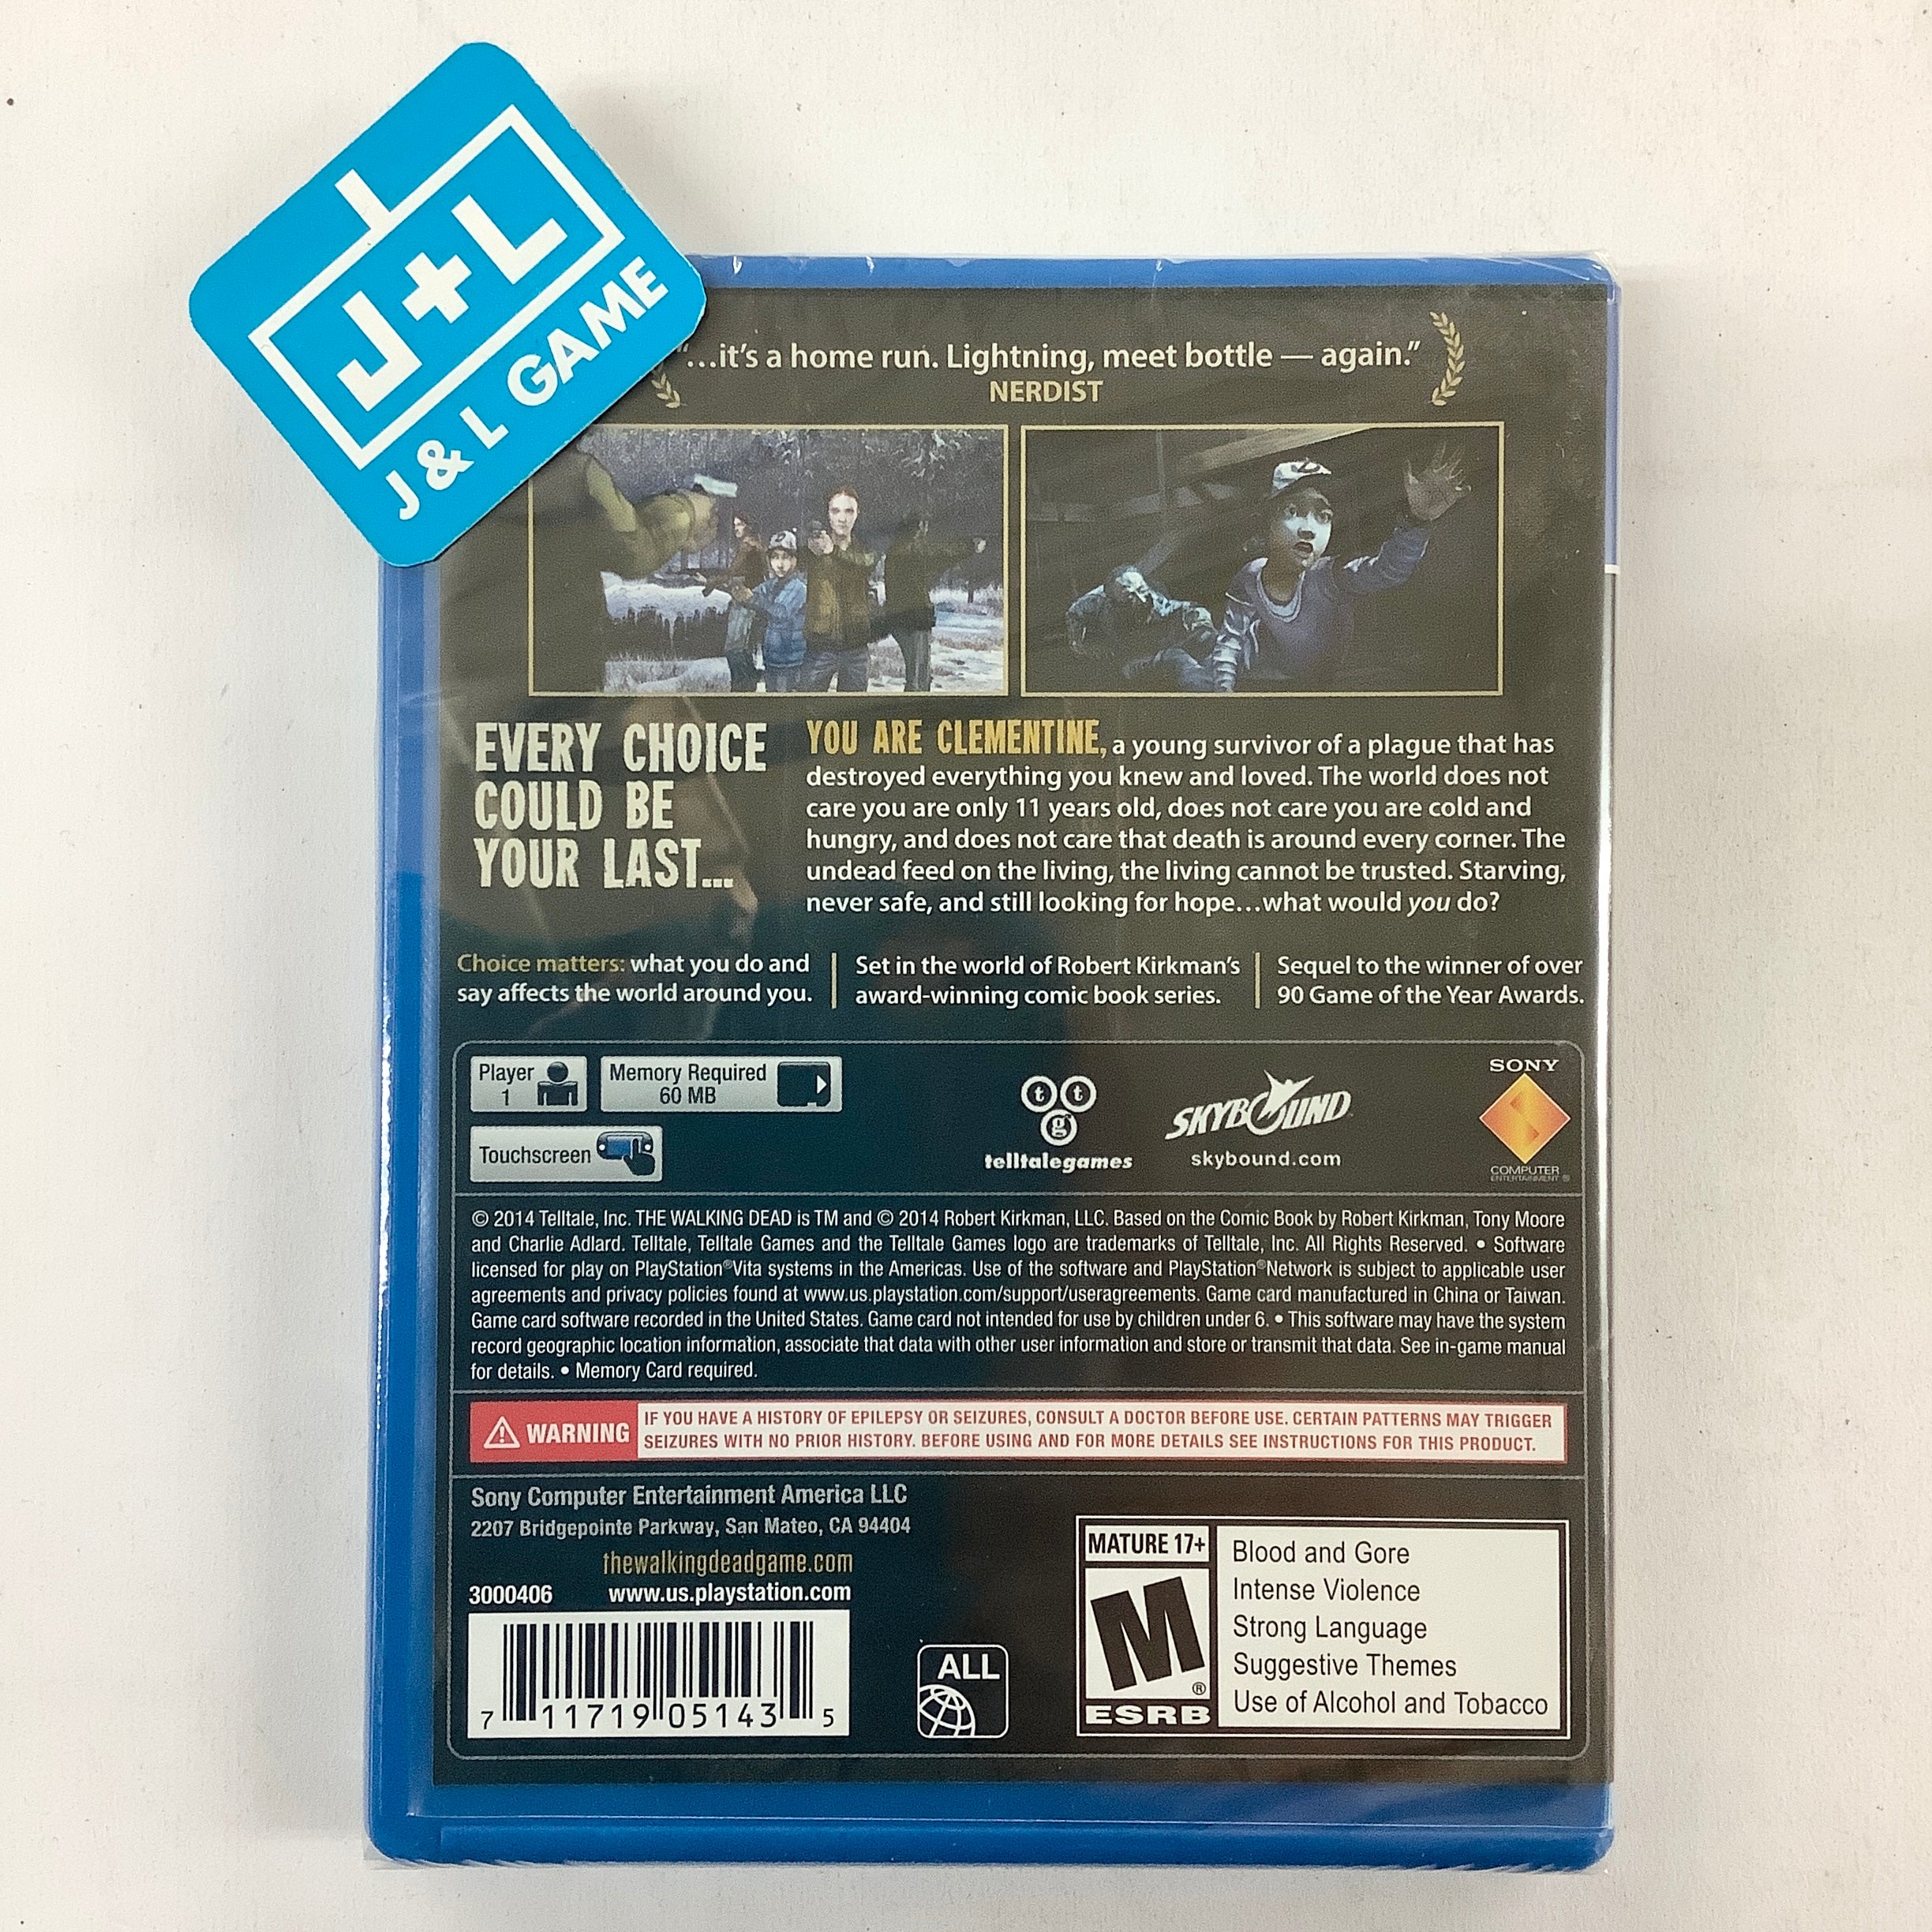 J+L
J & L GAME
"...it's a home run. Lightning, meet bottle — again."
NERDIST
EVERY CHOICE
COULD BE
YOUR LAST...
YOU ARE CLEMENTINE, a young survivor of a plague that has
destroyed everything you knew and loved. The world does not
care you are only 11 years old, does not care you are cold and
hungry, and does not care that death is around every corner. The
undead feed on the living, the living cannot be trusted. Starving,
never safe, and still looking for hope...what would you do?
Choice matters: what you do and
say affects the world around you.
Set in the world of Robert Kirkman's
award-winning comic book series.
Sequel to the winner of over
90 Game of the Year Awards.
Player
1
Memory Required
60 MB
Touchscreen
ttg
telltalegames
SKYBOUND
skybound.com
SONY
COMPUTER
ENTERTAINMENT ®
© 2014 Telltale, Inc. THE WALKING DEAD is TM and © 2014 Robert Kirkman, LLC. Based on the Comic Book by Robert Kirkman, Tony Moore
and Charlie Adlard. Telltale, Telltale Games and the Telltale Games logo are trademarks of Telltale, Inc. All Rights Reserved. • Software
licensed for play on PlayStation®Vita systems in the Americas. Use of the software and PlayStation®Network is subject to applicable user
agreements and privacy policies found at www.us.playstation.com/support/useragreements. Game card manufactured in China or Taiwan.
Game card software recorded in the United States. Game card not intended for use by children under 6. • This software may have the system
record geographic location information, associate that data with other user information and store or transmit that data. See in-game manual
for details. • Memory Card required.
WARNING
IF YOU HAVE A HISTORY OF EPILEPSY OR SEIZURES, CONSULT A DOCTOR BEFORE USE. CERTAIN PATTERNS MAY TRIGGER
SEIZURES WITH NO PRIOR HISTORY. BEFORE USING AND FOR MORE DETAILS SEE INSTRUCTIONS FOR THIS PRODUCT.
Sony Computer Entertainment America LLC
2207 Bridgepointe Parkway, San Mateo, CA 94404
thewalkingdeadgame.com
3000406 www.us.playstation.com
7 11719 05143 5
ALL
MATURE 17+
M
®
ESRB
Blood and Gore
Intense Violence
Strong Language
Suggestive Themes
Use of Alcohol and Tobacco